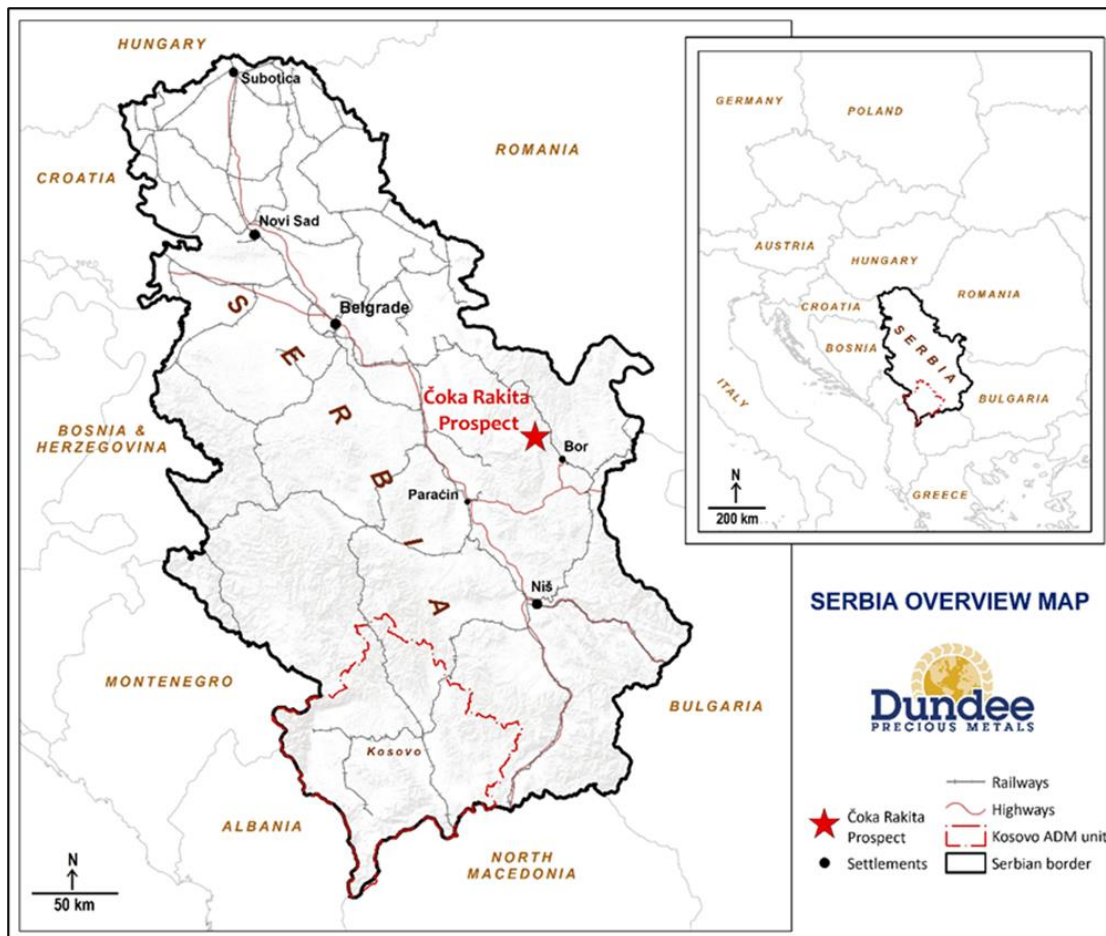 HUNGARY
Subotica
ROMANIA
CROATIA
Novi Sad
Belgrade
SERBIA
Čoka Rakita
Prospect
Bor
BOSNIA &
HERZEGOVINA
Paraćin
Niš
MONTENEGRO
BULGARIA
Kosovo
ALBANIA
NORTH
MACEDONIA
N
50 km
GERMANY
POLAND
AUSTRIA
HUNGARY
ROMANIA
CROATIA
BOSNIA
SERBIA
ITALY
BULGARIA
GREECE
N
200 km
SERBIA OVERVIEW MAP
Dundee
PRECIOUS METALS
Čoka Rakita
Prospect
Settlements
Railways
Highways
Kosovo ADM unit
Serbian border